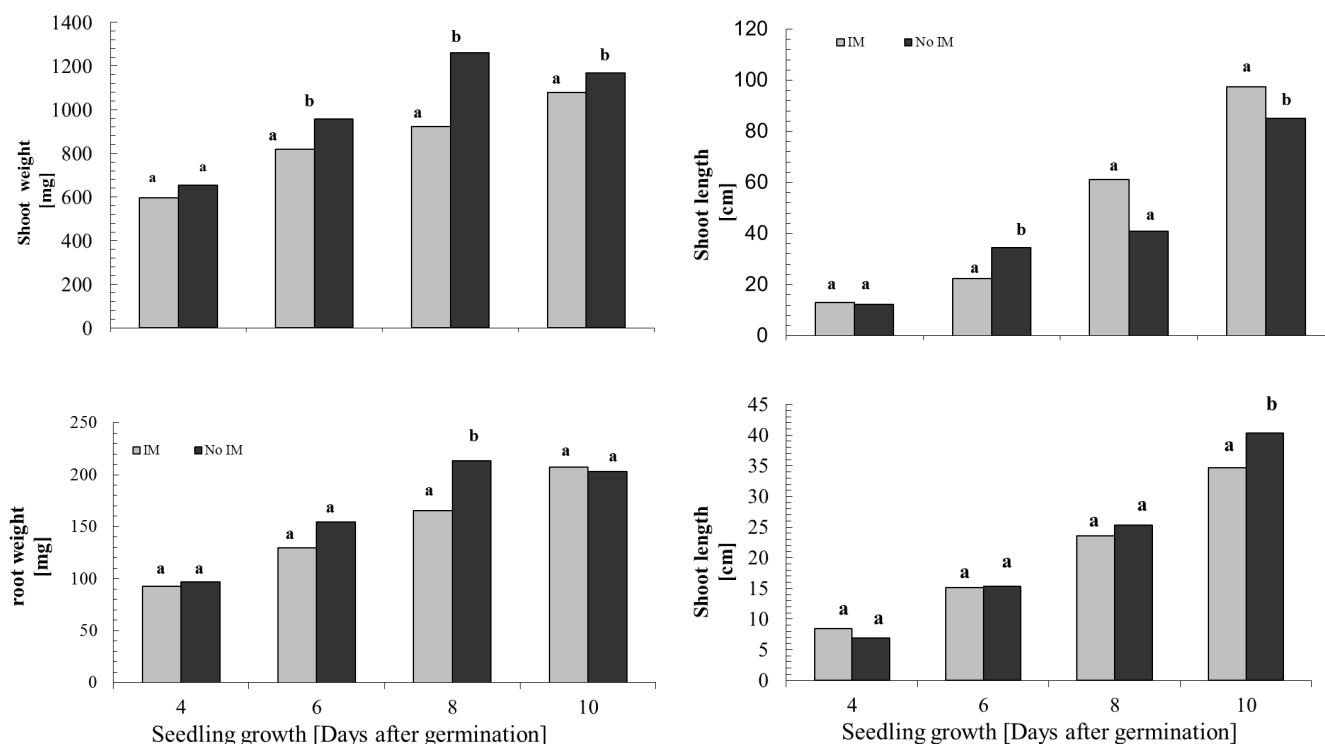 1400
1200
1000
800
600
400
200
0
Shoot weight
[mg]
a a
a b
a b
a b
120
100
80
60
40
20
0
Shoot length
[cm]
IM No IM
a a
a b
a a
a b
250
200
150
100
50
0
root weight
[mg]
IM No IM
a a
a a
a b
a a
4 6 8 10
Seedling growth [Days after germination]
45
40
35
30
25
20
15
10
5
0
Shoot length
[cm]
a a
a a
a a
a b
4 6 8 10
Seedling growth [Days after germination]